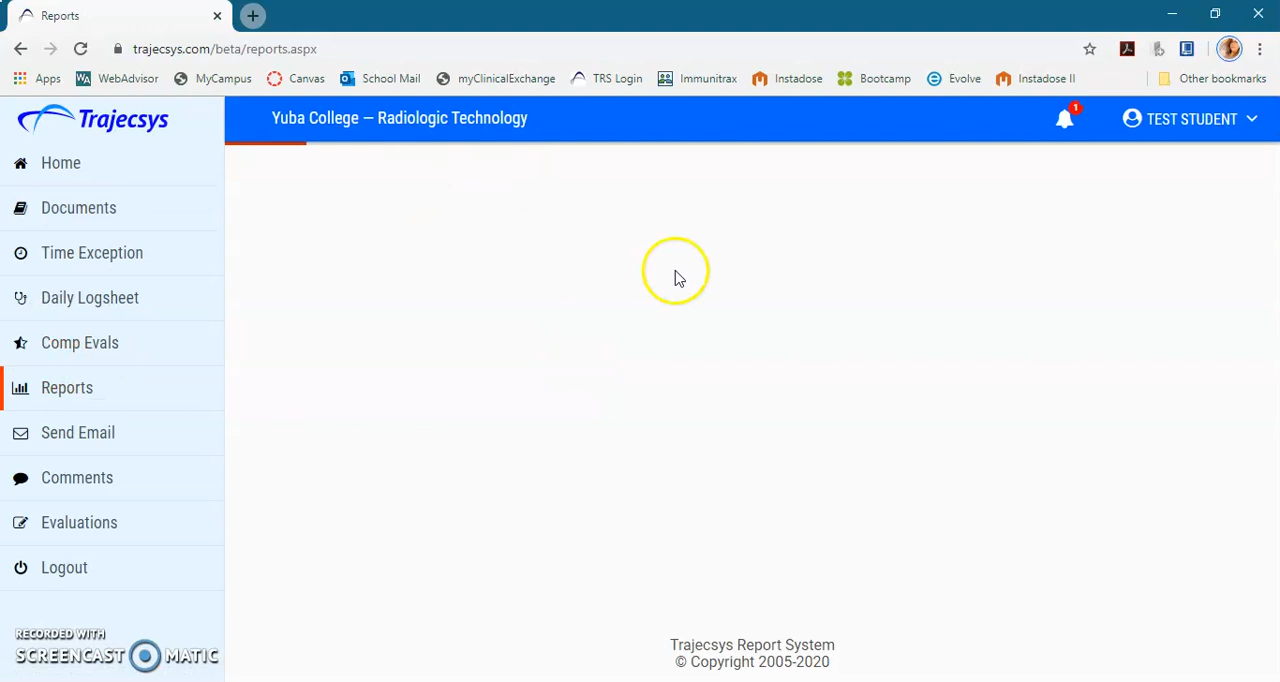 Reports
trajecsys.com/beta/reports.aspx
Apps WebAdvisor MyCampus Canvas School Mail myClinicalExchange TRS Login Immunitrax Instadose Bootcamp Evolve Instadose II Other bookmarks
Trajecsys
Yuba College – Radiologic Technology
1
TEST STUDENT
Home
Documents
Time Exception
Daily Logsheet
Comp Evals
Reports
Send Email
Comments
Evaluations
Logout
RECORDED WITH
SCREENCAST MATIC
Trajecsys Report System
© Copyright 2005-2020